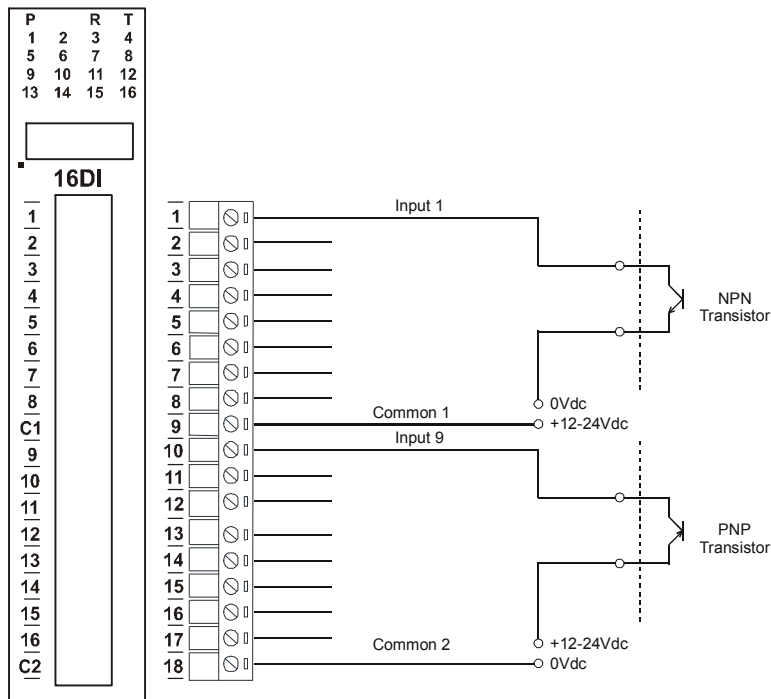 P R T
1 2 3 4
5 6 7 8
9 10 11 12
13 14 15 16
16DI
1
2
3
4
5
6
7
8
C1
9
10
11
12
13
14
15
16
C2
1
2
3
4
5
6
7
8
9
10
11
12
13
14
15
16
17
18
Input 1
NPN
Transistor
0Vdc
Common 1
+12-24Vdc
Input 9
PNP
Transistor
+12-24Vdc
Common 2
0Vdc